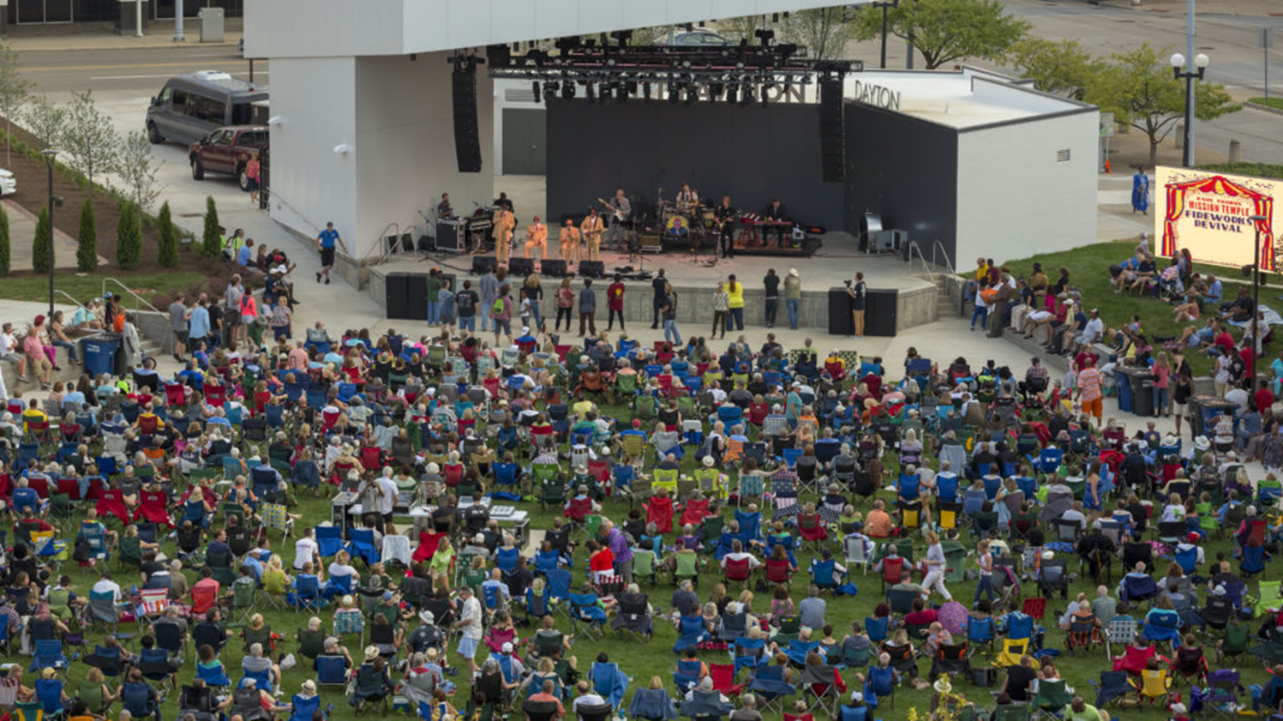 DAYTON
MISSION TEMPLE
FIREWORKS
REVIVAL